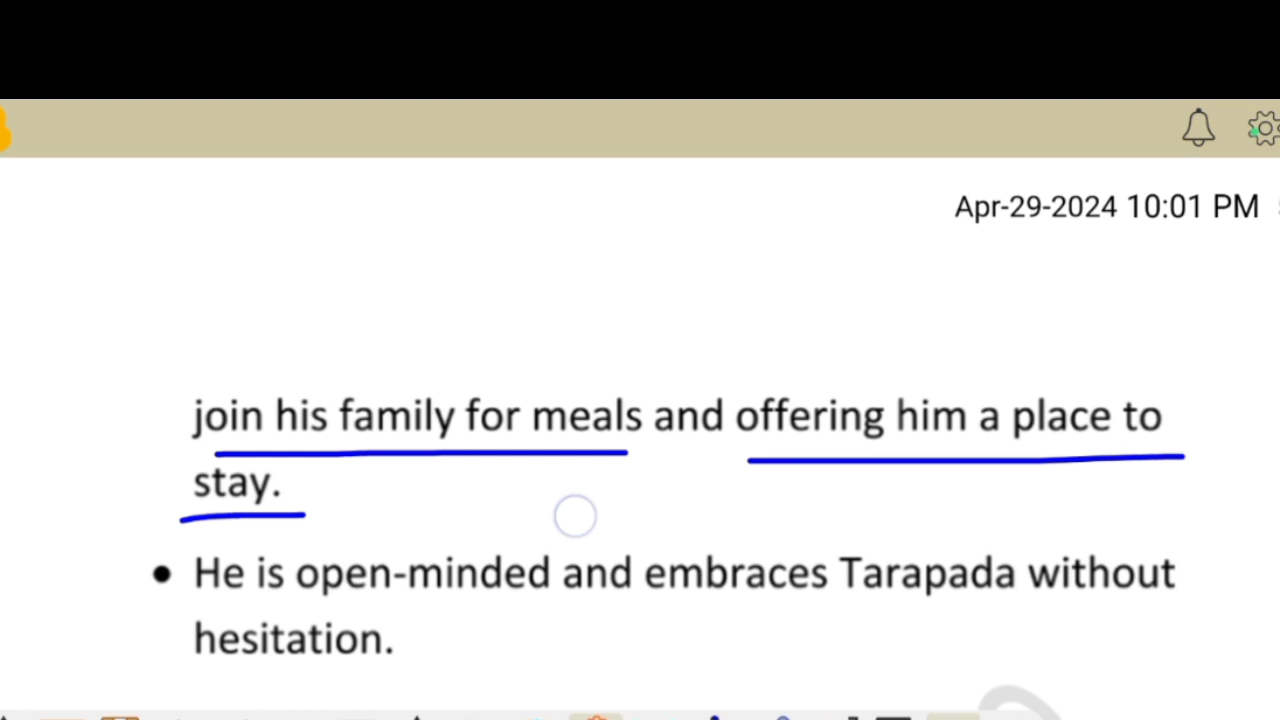 Apr-29-2024 10:01 PM
join his family for meals and offering him a place to
stay.
• He is open-minded and embraces Tarapada without
hesitation.